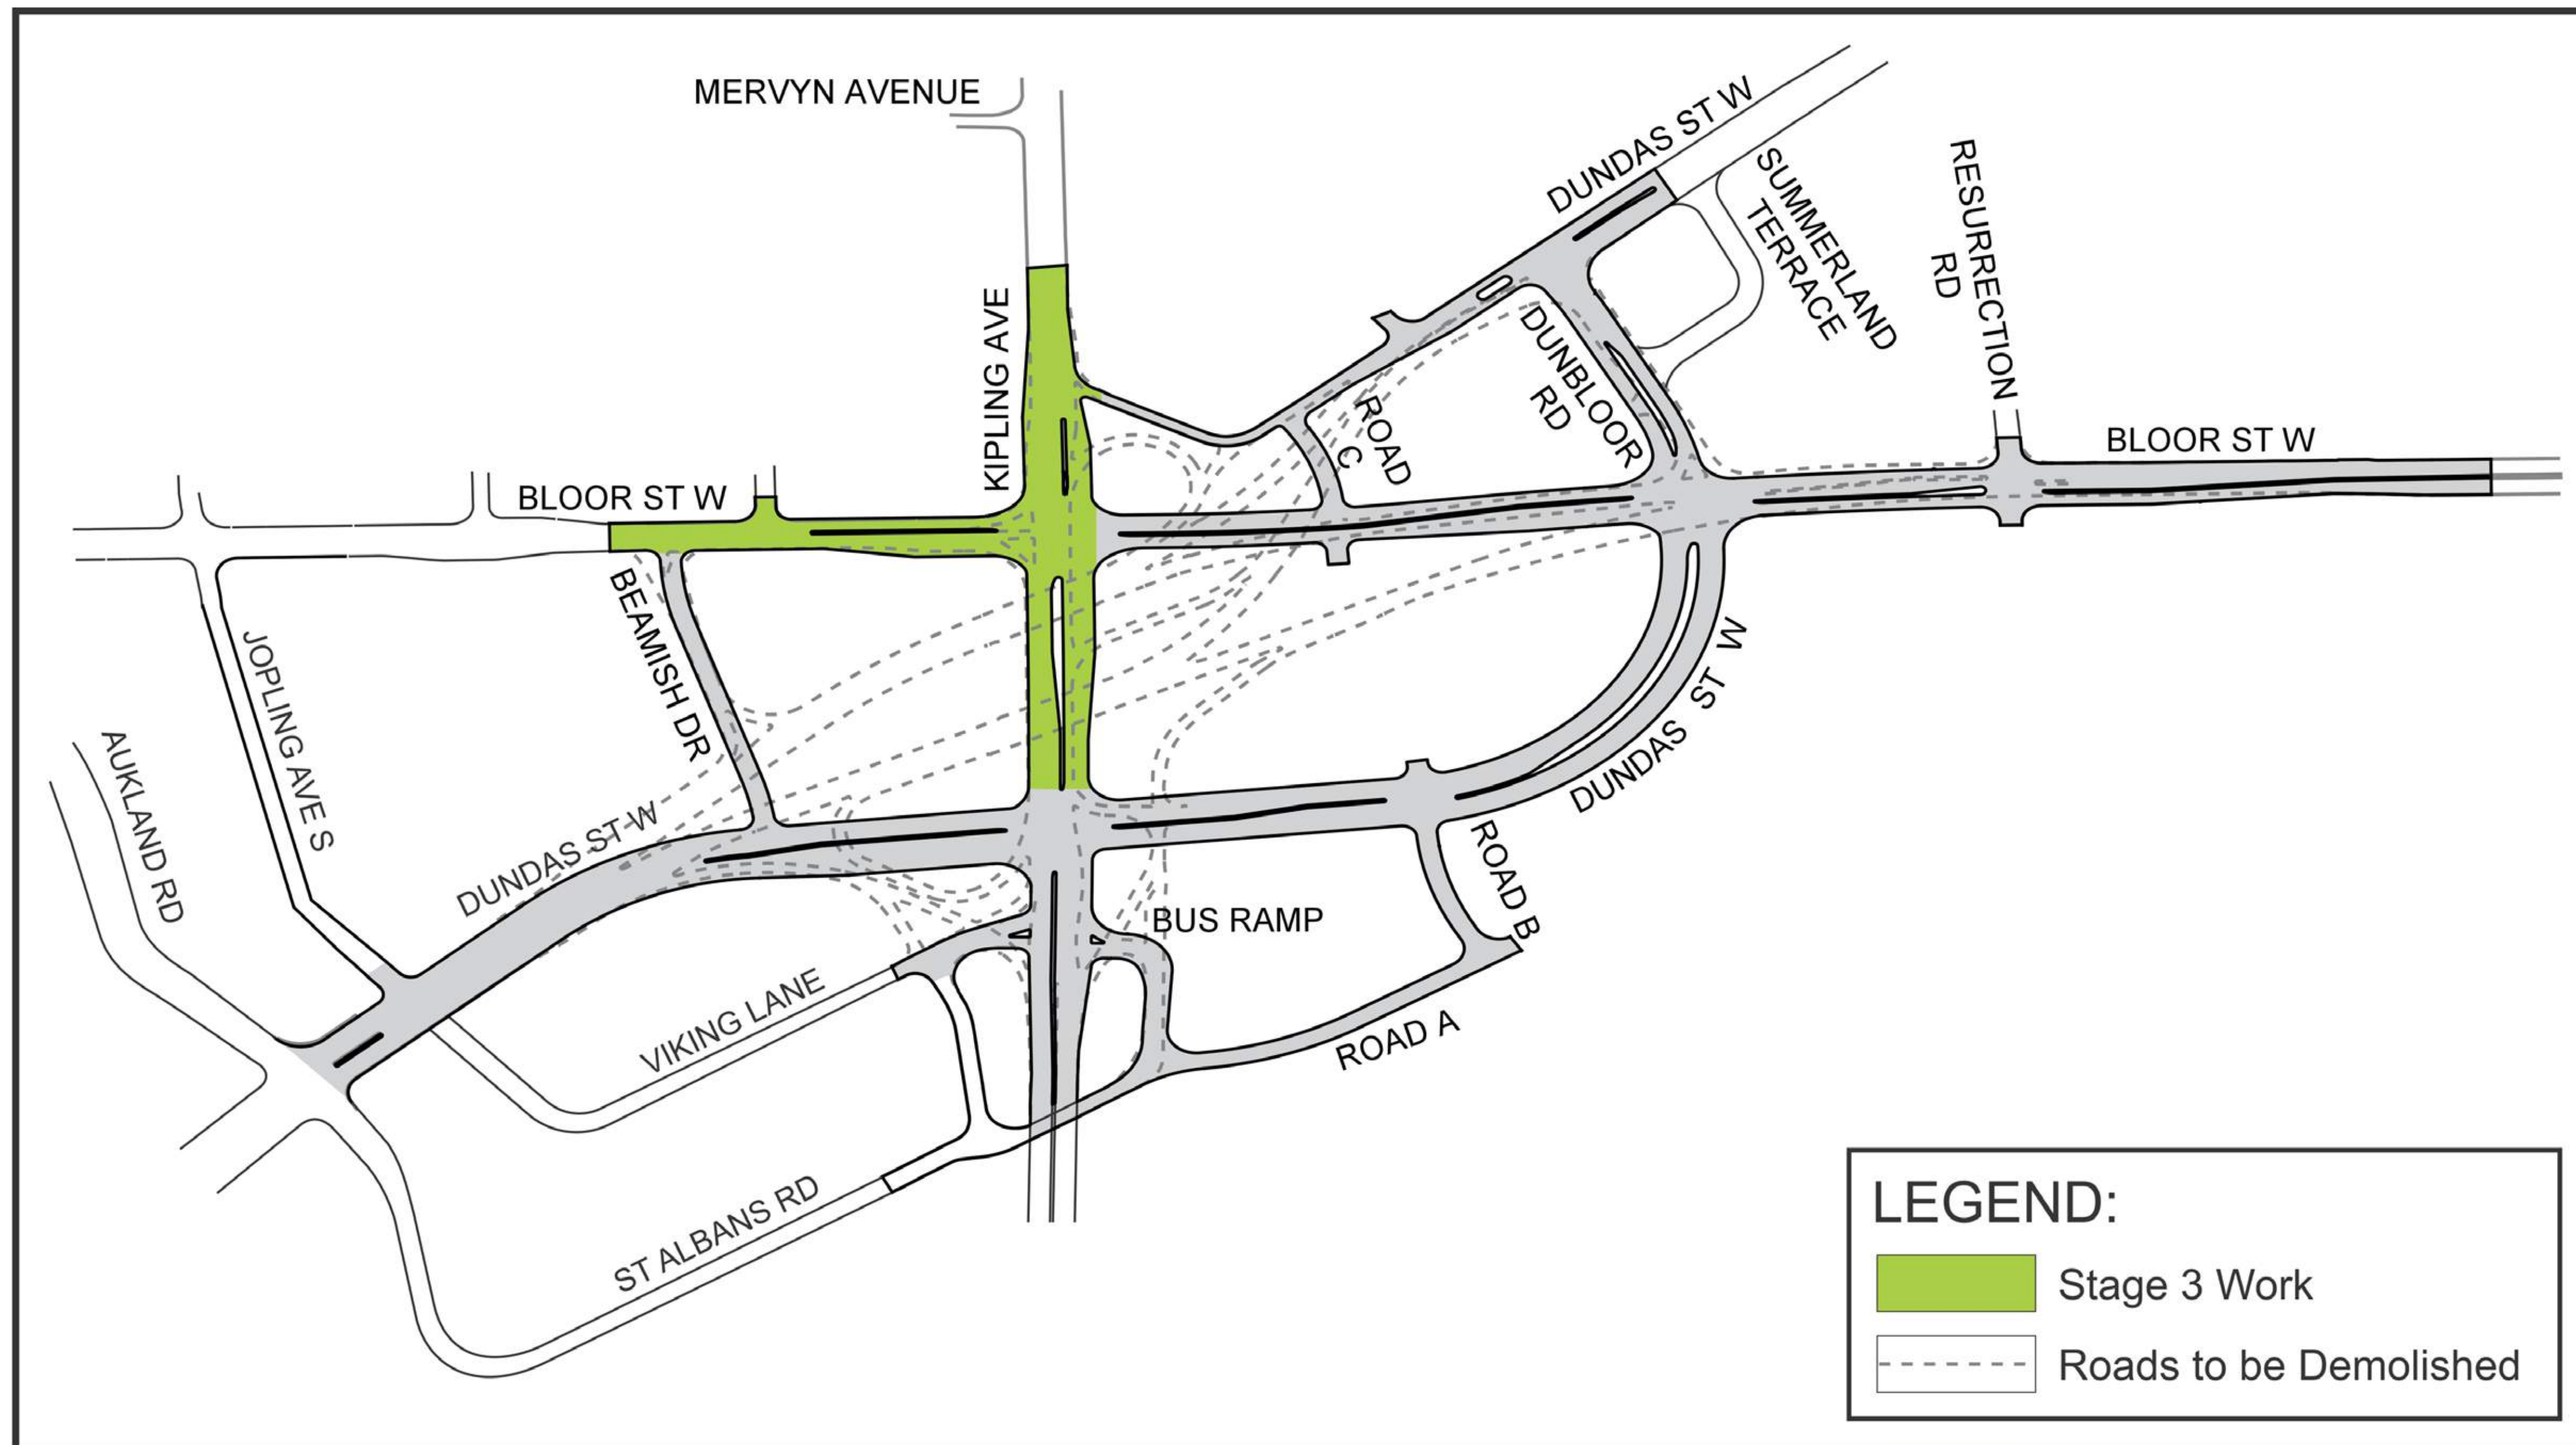 MERVYN AVENUE
DUNDAS ST W
SUMMERLAND
TERRACE
RESURRECTION
RD
KIPLING AVE
DUNBLOOR
RD
ROAD
C
BLOOR ST W
BLOOR ST W
BEAMISH DR
JOPLING AVE S
AUKLAND RD
DUNDAS ST W
DUNDAS ST W
ROAD B
BUS RAMP
VIKING LANE
ROAD A
ST ALBANS RD
LEGEND:
Stage 3 Work
Roads to be Demolished